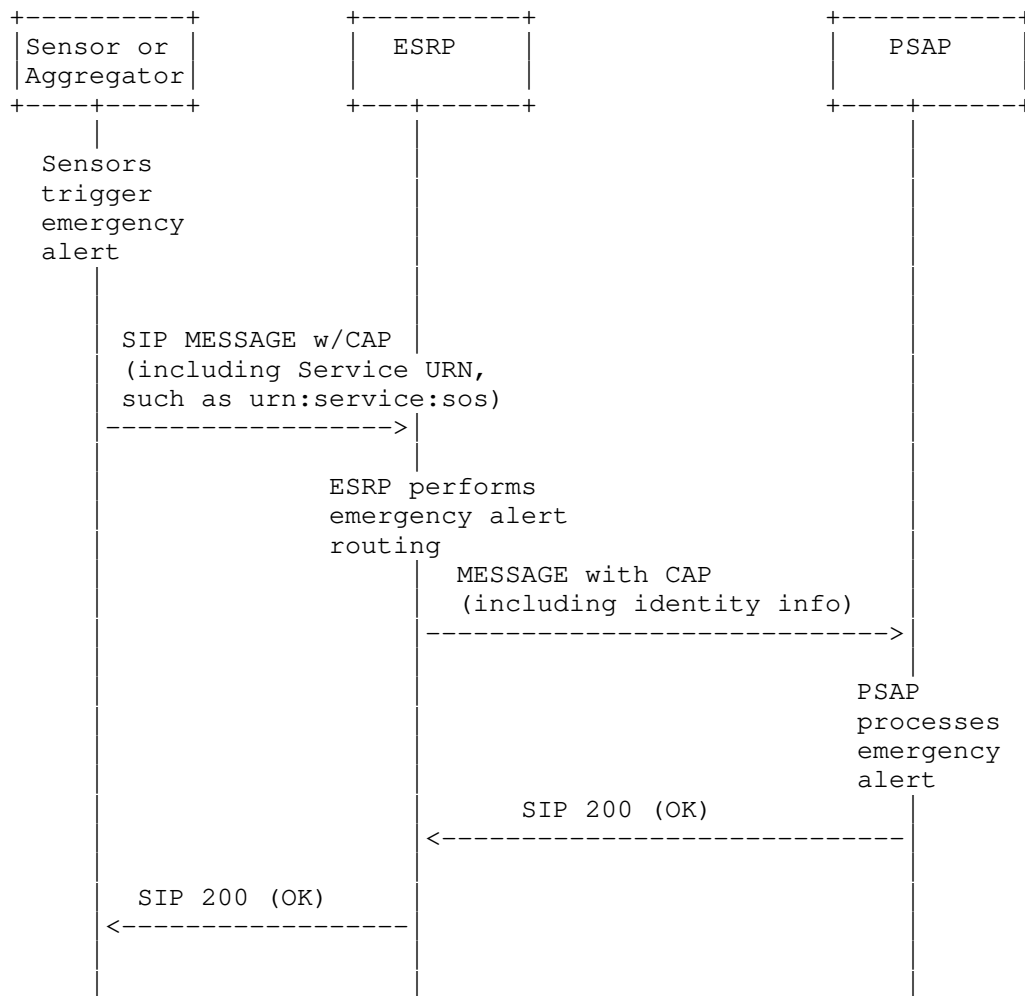 Sensor or
Aggregator
ESRP
PSAP
Sensors
trigger
emergency
alert
SIP MESSAGE w/CAP
(including Service URN,
such as urn:service:sos)
ESRP performs
emergency alert
routing
MESSAGE with CAP
(including identity info)
PSAP
processes
emergency
alert
SIP 200 (OK)
SIP 200 (OK)